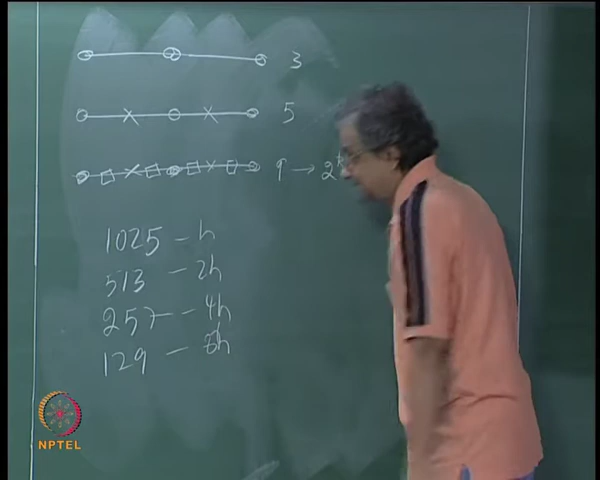 3
5
9 → 2
1025 – h
513 – 2h
257 – 4h
129 – 8h
NPTEL